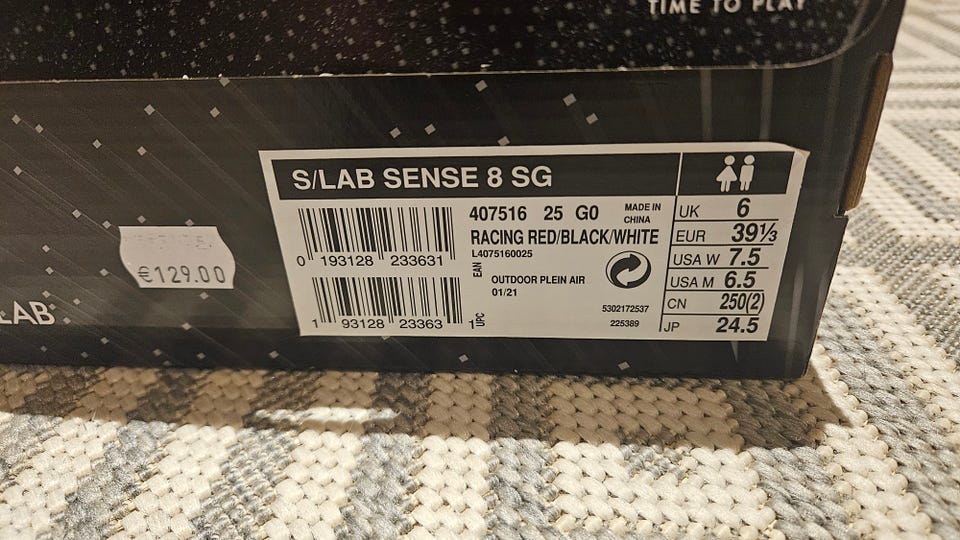 TIME TO PLAY
S/LAB SENSE 8 SG
407516 25 G0
MADE IN
CHINA
RACING RED/BLACK/WHITE
L4075160025
0 193128 233631
EAN
OUTDOOR PLEIN AIR
01/21
5302172537
225389
1 93128 23363 1
UPC
UK 6
EUR 39⅓
USA W 7.5
USA M 6.5
CN 250(2)
JP 24.5
€129.00
LAB